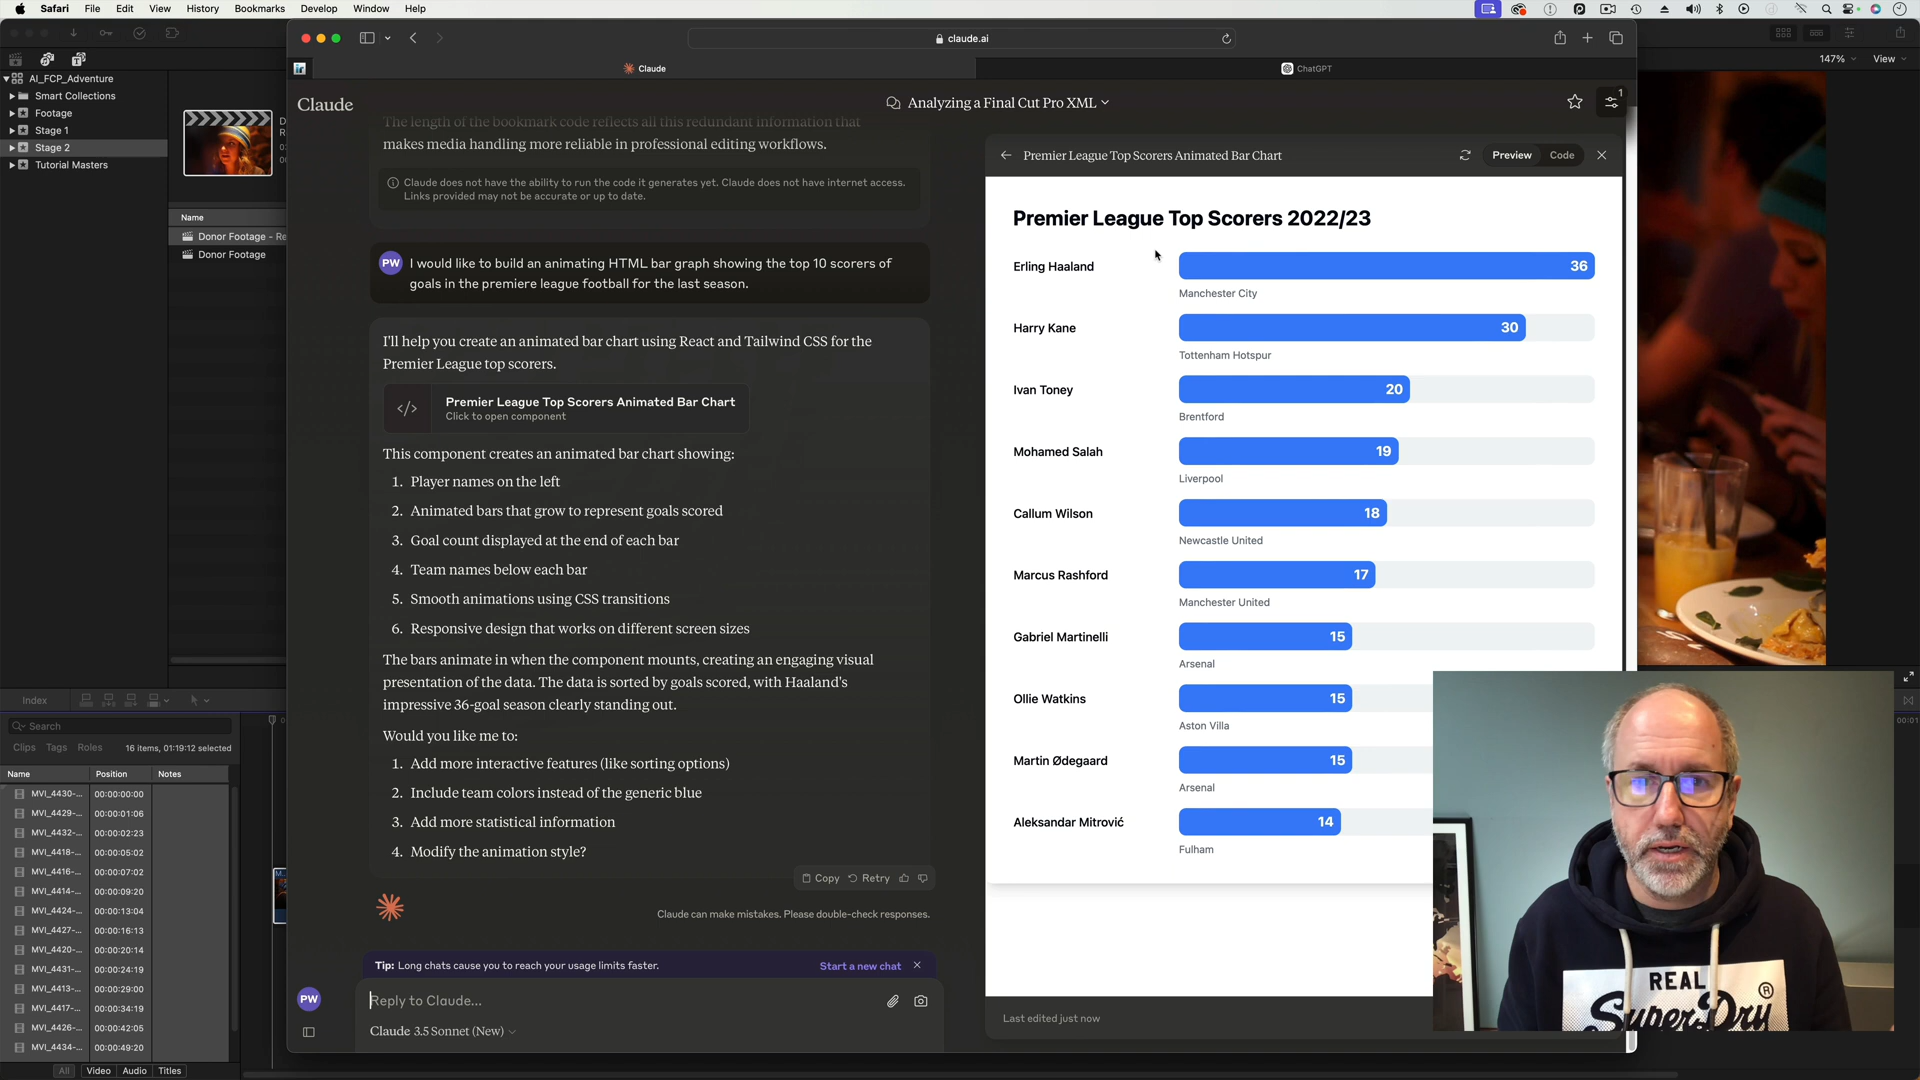 Safari File Edit View History Bookmarks Develop Window Help
claude.ai
Claude
ChatGPT
147% View
AI_FCP_Adventure
Smart Collections
Footage
Stage 1
Stage 2
Tutorial Masters
Name
Donor Footage - Re
Donor Footage
Claude
Analyzing a Final Cut Pro XML
1
The length of the bookmark code reflects all this redundant information that
makes media handling more reliable in professional editing workflows.
Claude does not have the ability to run the code it generates yet. Claude does not have internet access.
Links provided may not be accurate or up to date.
PW
I would like to build an animating HTML bar graph showing the top 10 scorers of
goals in the premiere league football for the last season.
I'll help you create an animated bar chart using React and Tailwind CSS for the
Premier League top scorers.
</>
Premier League Top Scorers Animated Bar Chart
Click to open component
This component creates an animated bar chart showing:
1. Player names on the left
2. Animated bars that grow to represent goals scored
3. Goal count displayed at the end of each bar
4. Team names below each bar
5. Smooth animations using CSS transitions
6. Responsive design that works on different screen sizes
The bars animate in when the component mounts, creating an engaging visual
presentation of the data. The data is sorted by goals scored, with Haaland's
impressive 36-goal season clearly standing out.
Would you like me to:
1. Add more interactive features (like sorting options)
2. Include team colors instead of the generic blue
3. Add more statistical information
4. Modify the animation style?
Copy Retry
Claude can make mistakes. Please double-check responses.
Tip: Long chats cause you to reach your usage limits faster.
Start a new chat
PW
Reply to Claude...
Claude 3.5 Sonnet (New)
Premier League Top Scorers Animated Bar Chart
Preview Code
Premier League Top Scorers 2022/23
Erling Haaland 36
Manchester City
Harry Kane 30
Tottenham Hotspur
Ivan Toney 20
Brentford
Mohamed Salah 19
Liverpool
Callum Wilson 18
Newcastle United
Marcus Rashford 17
Manchester United
Gabriel Martinelli 15
Arsenal
Ollie Watkins 15
Aston Villa
Martin Ødegaard 15
Arsenal
Aleksandar Mitrović 14
Fulham
Last edited just now
Index
Search
Clips Tags Roles 16 items, 01:19:12 selected
Name Position Notes
MVI_4430-... 00:00:00:00
MVI_4429-... 00:00:01:06
MVI_4432-... 00:00:02:23
MVI_4418-... 00:00:05:02
MVI_4416-... 00:00:07:02
MVI_4414-... 00:00:09:20
MVI_4424-... 00:00:13:04
MVI_4427-... 00:00:16:13
MVI_4420-... 00:00:20:14
MVI_4431-... 00:00:24:19
MVI_4413-... 00:00:29:00
MVI_4417-... 00:00:34:19
MVI_4426-... 00:00:42:05
MVI_4434-... 00:00:49:20
All Video Audio Titles
00:01
REAL
SuperDry
®